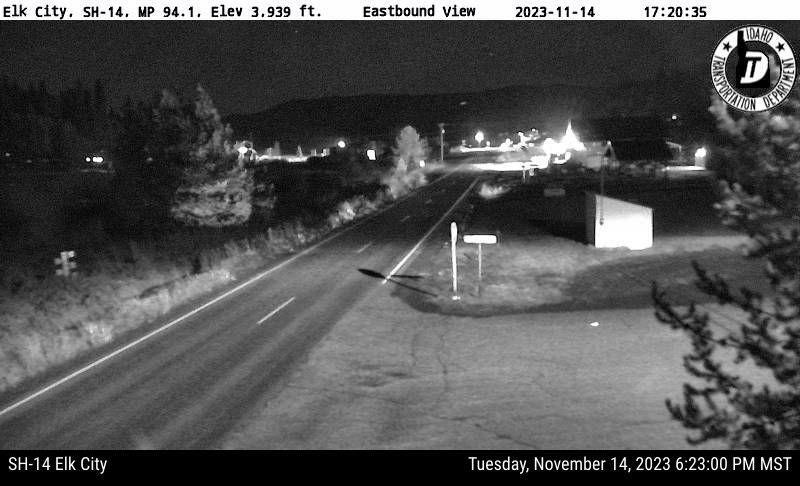 Elk City, SH-14, MP 94.1, Elev 3,939 ft. Eastbound View 2023-11-14 17:20:35
IDAHO
TRANSPORTATION DEPARTMENT
SH-14 Elk City Tuesday, November 14, 2023 6:23:00 PM MST